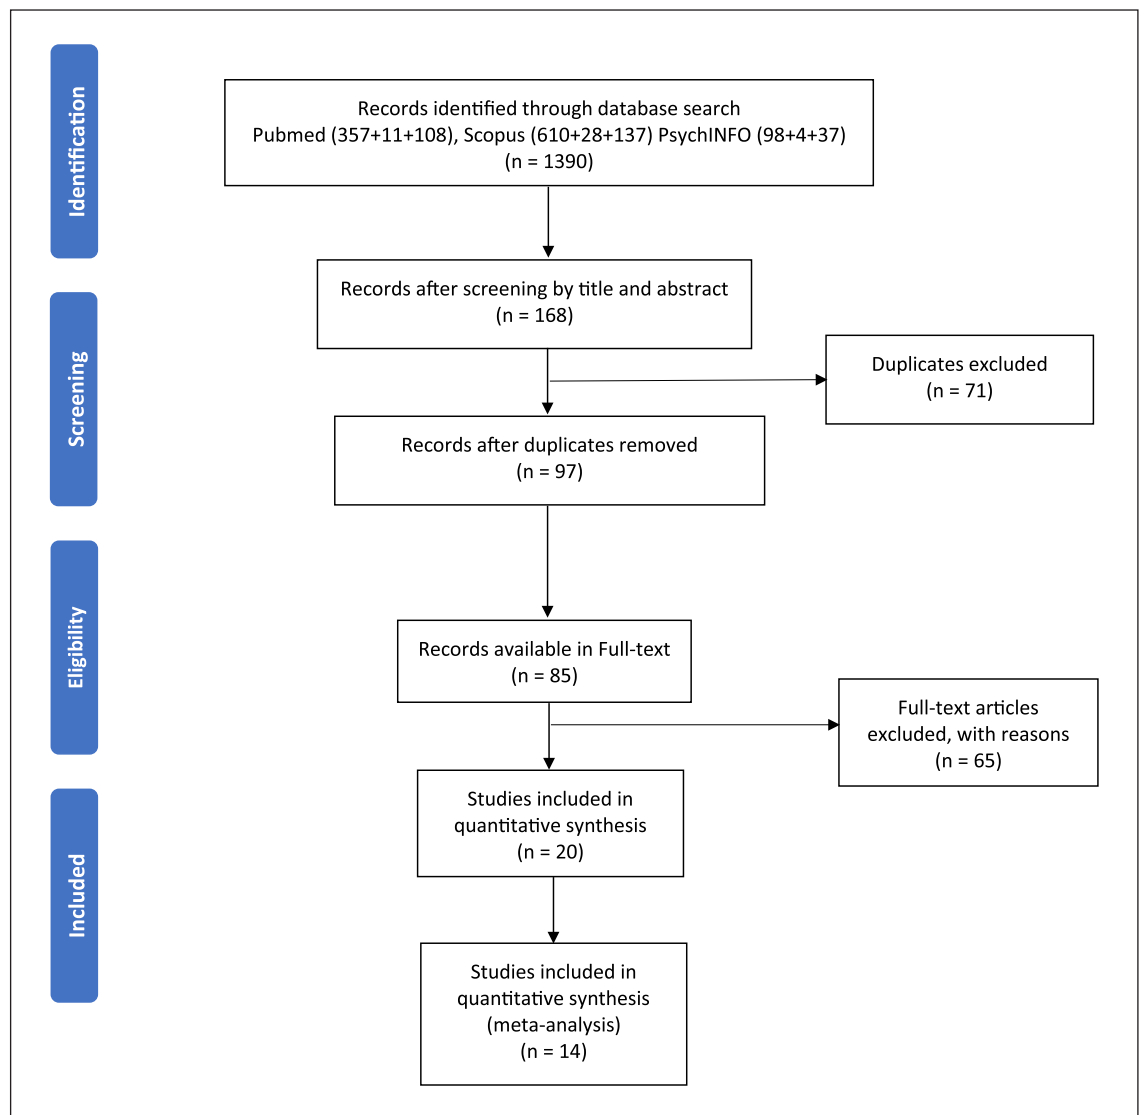 Identification
Records identified through database search
Pubmed (357+11+108), Scopus (610+28+137) PsychINFO (98+4+37)
(n = 1390)
Screening
Records after screening by title and abstract
(n = 168)
Duplicates excluded
(n = 71)
Records after duplicates removed
(n = 97)
Eligibility
Records available in Full-text
(n = 85)
Full-text articles
excluded, with reasons
(n = 65)
Included
Studies included in
quantitative synthesis
(n = 20)
Studies included in
quantitative synthesis
(meta-analysis)
(n = 14)